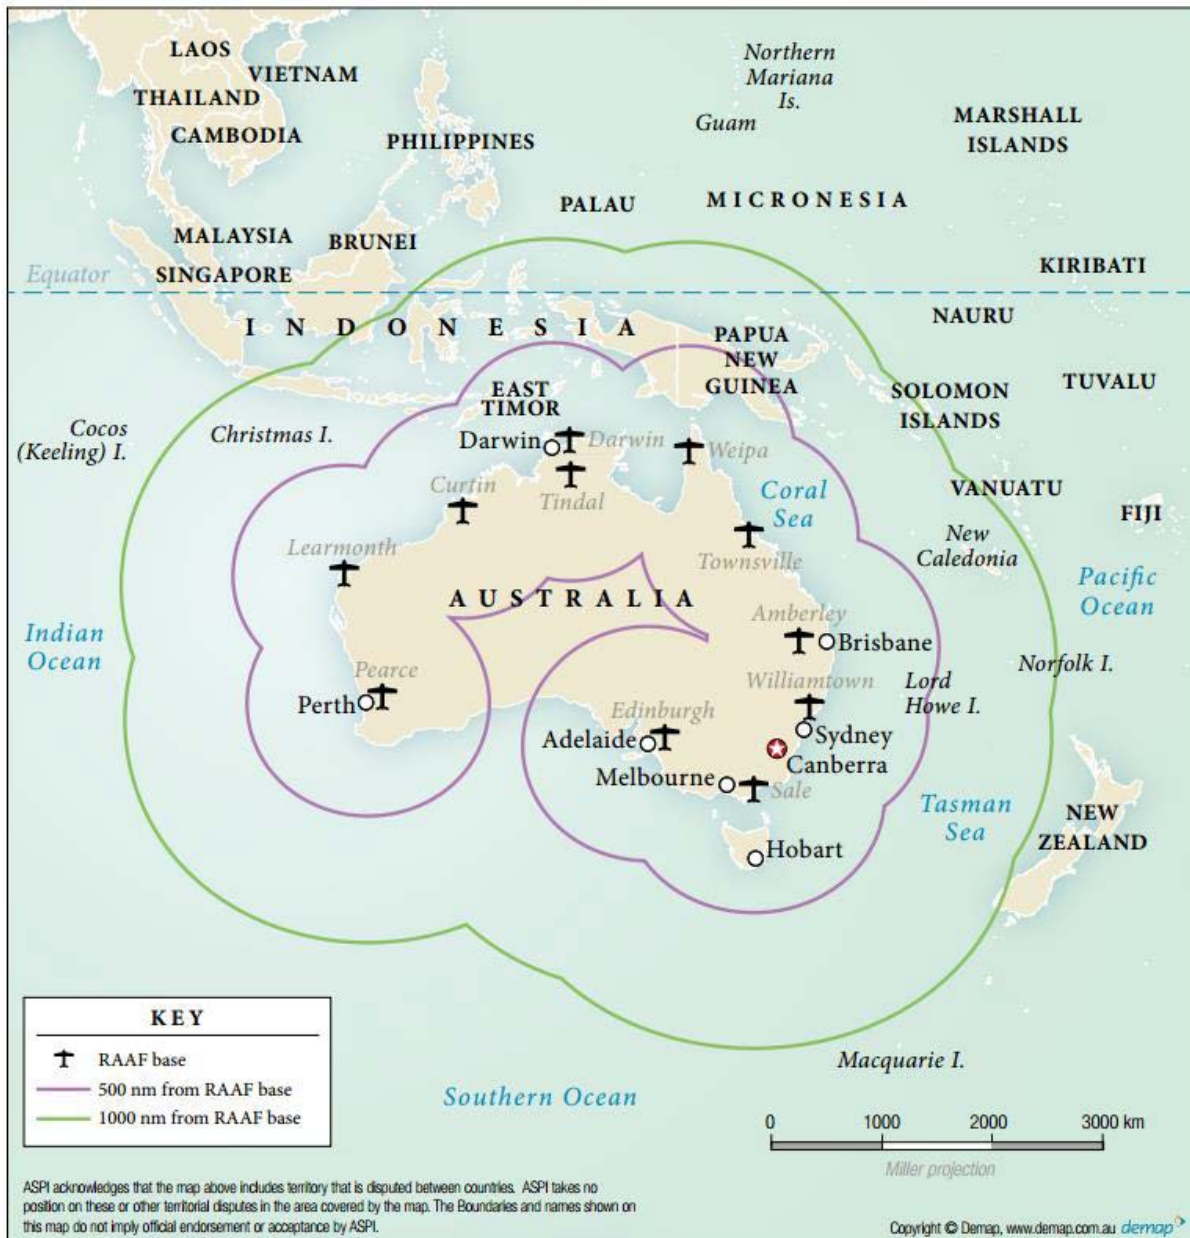 LAOS
VIETNAM
THAILAND
CAMBODIA
PHILIPPINES
Northern
Mariana
Is.
Guam
MARSHALL
ISLANDS
PALAU
MICRONESIA
MALAYSIA
BRUNEI
SINGAPORE
Equator
KIRIBATI
INDONESIA
NAURU
PAPUA
NEW
GUINEA
SOLOMON
ISLANDS
TUVALU
EAST
TIMOR
Cocos
(Keeling) I.
Christmas I.
Darwin
Darwin
Weipa
Curtin
Tindal
Coral
Sea
VANUATU
FIJI
New
Caledonia
Learmonth
Townsville
Pacific
Ocean
AUSTRALIA
Amberley
Brisbane
Indian
Ocean
Norfolk I.
Pearce
Williamtown
Lord
Howe I.
Perth
Edinburgh
Adelaide
Sydney
Canberra
Melbourne
Sale
Tasman
Sea
NEW
ZEALAND
Hobart
KEY
RAAF base
500 nm from RAAF base
1000 nm from RAAF base
Macquarie I.
Southern Ocean
0 1000 2000 3000 km
Miller projection
ASPI acknowledges that the map above includes territory that is disputed between countries. ASPI takes no
position on these or other territorial disputes in the area covered by the map. The Boundaries and names shown on
this map do not imply official endorsement or acceptance by ASPI.
Copyright © Demap, www.demap.com.au demap